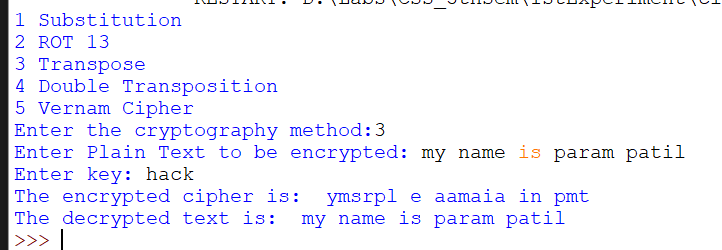 RESTART: D:\Labs\CSS_5thSem\1stExperiment\
1 Substitution
2 ROT 13
3 Transpose
4 Double Transposition
5 Vernam Cipher
Enter the cryptography method:3
Enter Plain Text to be encrypted: my name is param patil
Enter key: hack
The encrypted cipher is:  ymsrpl e aamaia in pmt
The decrypted text is:  my name is param patil
>>>